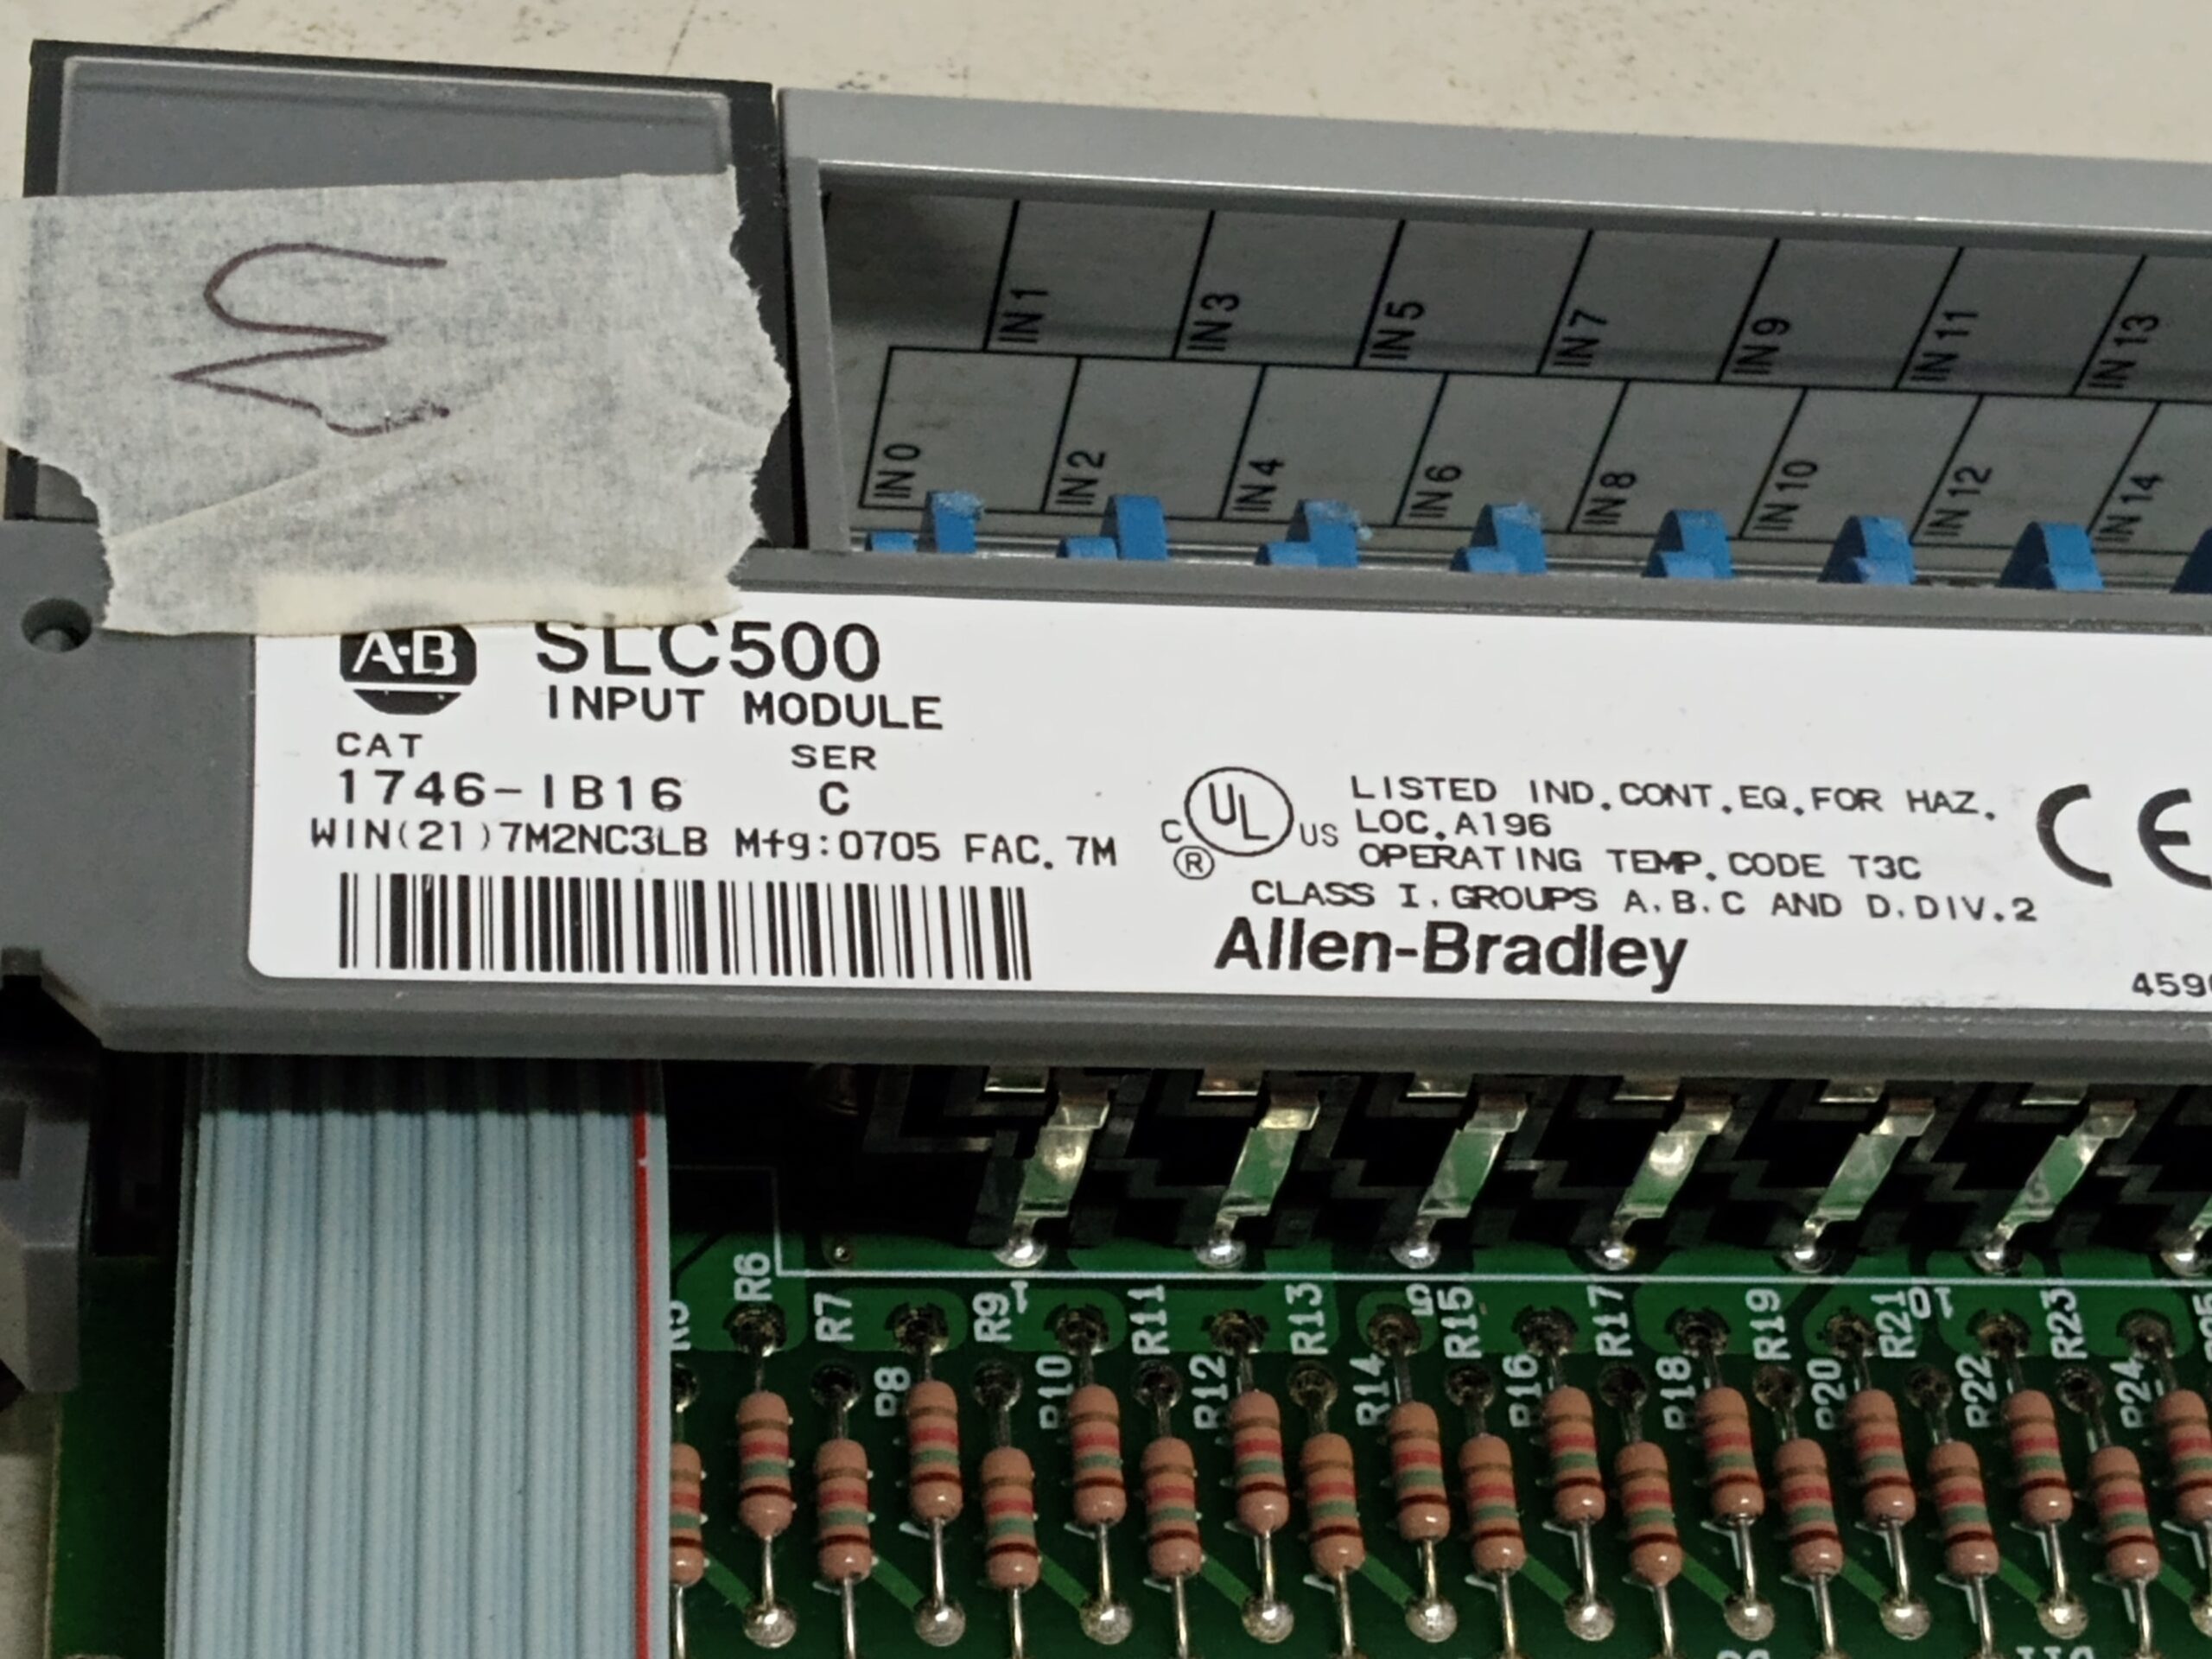 IN 1 IN 3 IN 5 IN 7 IN 9 IN 11 IN 13
IN 0 IN 2 IN 4 IN 6 IN 8 IN 10 IN 12 IN 14
A·B SLC500
INPUT MODULE
CAT SER
1746-IB16 C
WIN(21)7M2NC3LB Mfg:0705 FAC. 7M
C UL US ®
LISTED IND.CONT.EQ.FOR HAZ.
LOC.A196
OPERATING TEMP.CODE T3C
CLASS I, GROUPS A,B,C AND D,DIV.2
CE
Allen-Bradley
R6 R7 R9 R11 R13 R15 R17 R19 R21 R23
R8 R10 R12 R14 R16 R18 R20 R22 R24